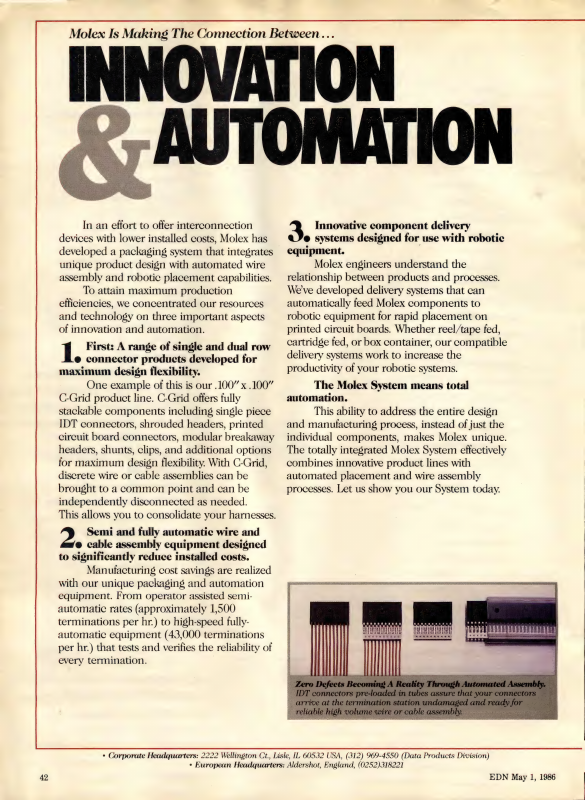 Molex Is Making The Connection Between...
INNOVATION
& AUTOMATION
In an effort to offer interconnection
devices with lower installed costs, Molex has
developed a packaging system that integrates
unique product design with automated wire
assembly and robotic placement capabilities.
To attain maximum production
efficiencies, we concentrated our resources
and technology on three important aspects
of innovation and automation.
1. First: A range of single and dual row
connector products developed for
maximum design flexibility.
One example of this is our .100" x .100"
C-Grid product line. C-Grid offers fully
stackable components including single piece
IDT connectors, shrouded headers, printed
circuit board connectors, modular breakaway
headers, shunts, clips, and additional options
for maximum design flexibility. With C-Grid,
discrete wire or cable assemblies can be
brought to a common point and can be
independently disconnected as needed.
This allows you to consolidate your harnesses.
2. Semi and fully automatic wire and
cable assembly equipment designed
to significantly reduce installed costs.
Manufacturing cost savings are realized
with our unique packaging and automation
equipment. From operator assisted semi-
automatic rates (approximately 1,500
terminations per hr.) to high-speed fully-
automatic equipment (43,000 terminations
per hr.) that tests and verifies the reliability of
every termination.
3. Innovative component delivery
systems designed for use with robotic
equipment.
Molex engineers understand the
relationship between products and processes.
We've developed delivery systems that can
automatically feed Molex components to
robotic equipment for rapid placement on
printed circuit boards. Whether reel/tape fed,
cartridge fed, or box container, our compatible
delivery systems work to increase the
productivity of your robotic systems.
The Molex System means total
automation.
This ability to address the entire design
and manufacturing process, instead of just the
individual components, makes Molex unique.
The totally integrated Molex System effectively
combines innovative product lines with
automated placement and wire assembly
processes. Let us show you our System today.
Zero Defects Becoming A Reality Through Automated Assembly.
IDT connectors pre-loaded in tubes assure that your connectors
arrive at the termination station undamaged and ready for
reliable high volume wire or cable assembly.
• Corporate Headquarters: 2222 Wellington Ct., Lisle, IL 60532 USA, (312) 969-4550 (Data Products Division)
• European Headquarters: Aldershot, England, (0252)318221
42
EDN May 1, 1986